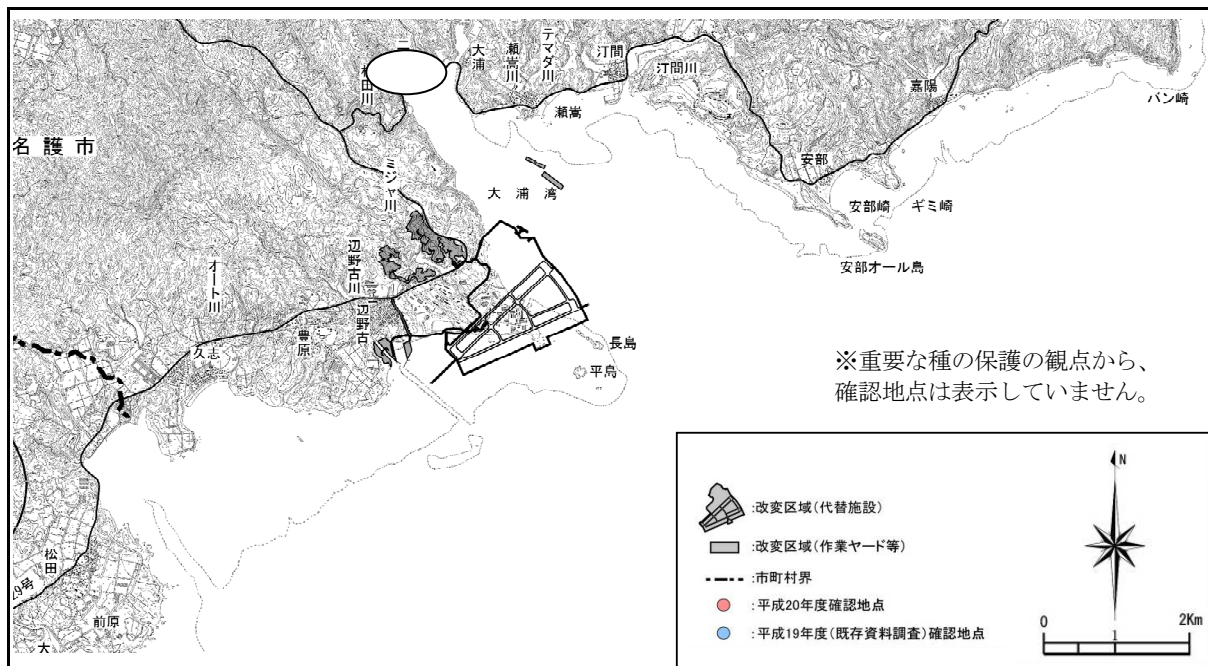 二
杉田川
大浦
瀬嵩川
テマダ川
汀間
汀間川
瀬嵩
嘉陽
バン崎
名護市
ミジャ川
大浦湾
安部
安部崎
ギミ崎
安部オール島
辺野古川
オート川
辺野古
豊原
久志
長島
平島
※重要な種の保護の観点から、
確認地点は表示していません。
松田
29号
前原
大
:改変区域(代替施設)
:改変区域(作業ヤード等)
:市町村界
:平成20年度確認地点
:平成19年度(既存資料調査)確認地点
N
0 1 2Km